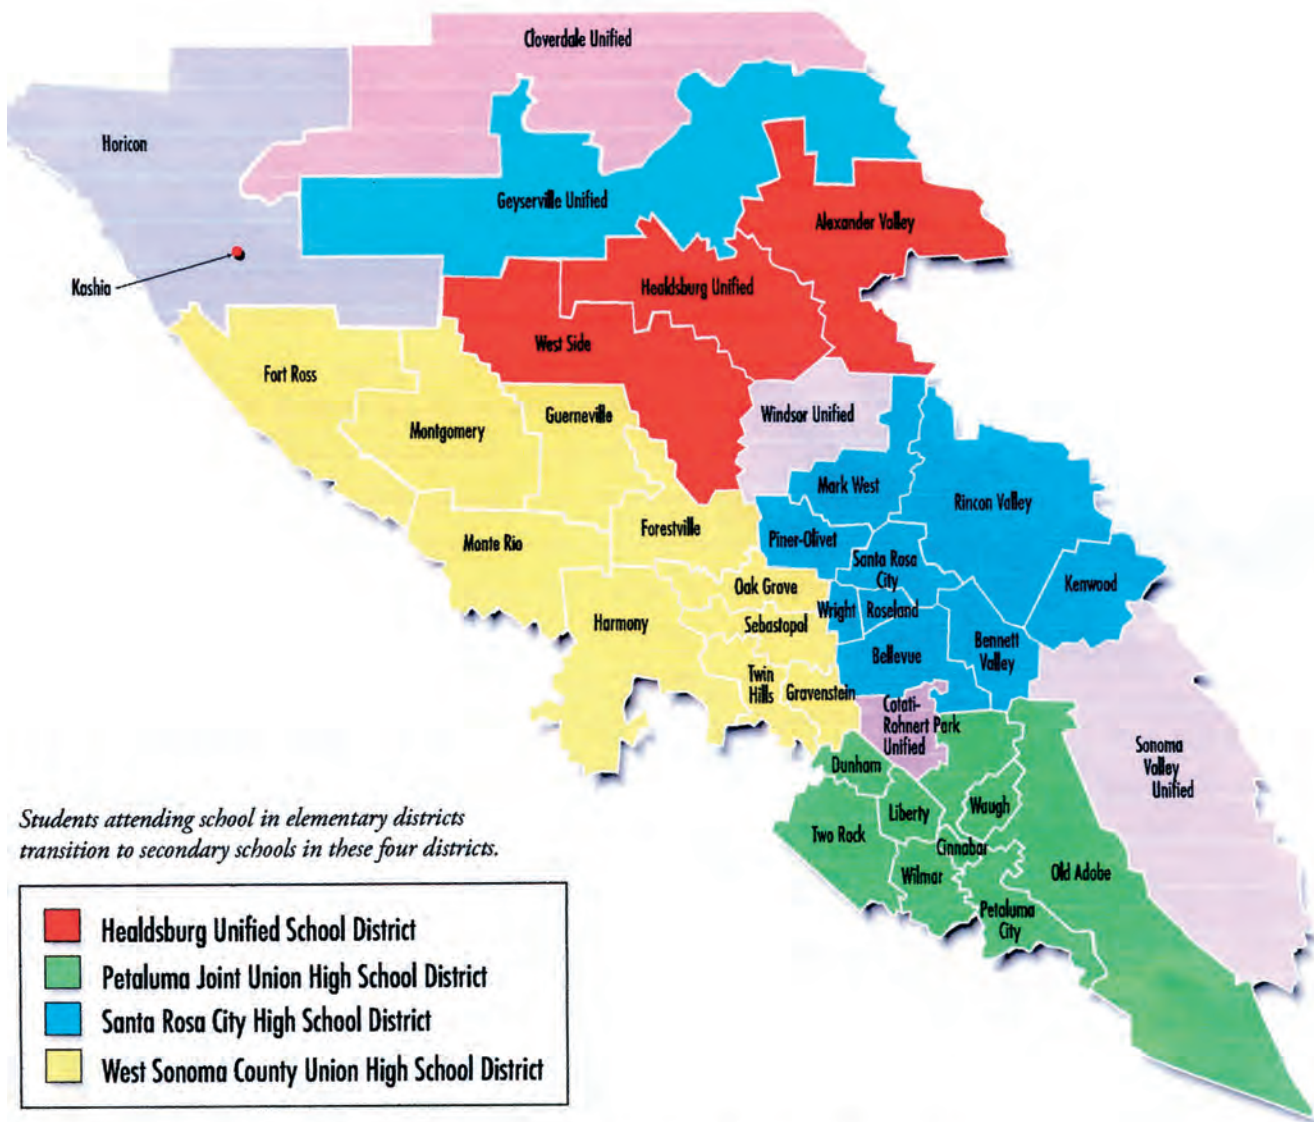 Cloverdale Unified
Horicon
Geyserville Unified
Alexander Valley
Kashia
Healdsburg Unified
West Side
Fort Ross
Guerneville
Windsor Unified
Montgomery
Mark West
Rincon Valley
Forestville
Piner-Olivet
Monte Rio
Santa Rosa
City
Oak Grove
Kenwood
Wright
Roseland
Harmony
Sebastopol
Bennett
Valley
Bellevue
Twin
Hills
Gravenstein
Cotati-
Rohnert Park
Unified
Sonoma
Valley
Unified
Dunham
Waugh
Liberty
Two Rock
Cinnabar
Old Adobe
Wilmar
Petaluma
City
Students attending school in elementary districts
transition to secondary schools in these four districts.
Healdsburg Unified School District
Petaluma Joint Union High School District
Santa Rosa City High School District
West Sonoma County Union High School District